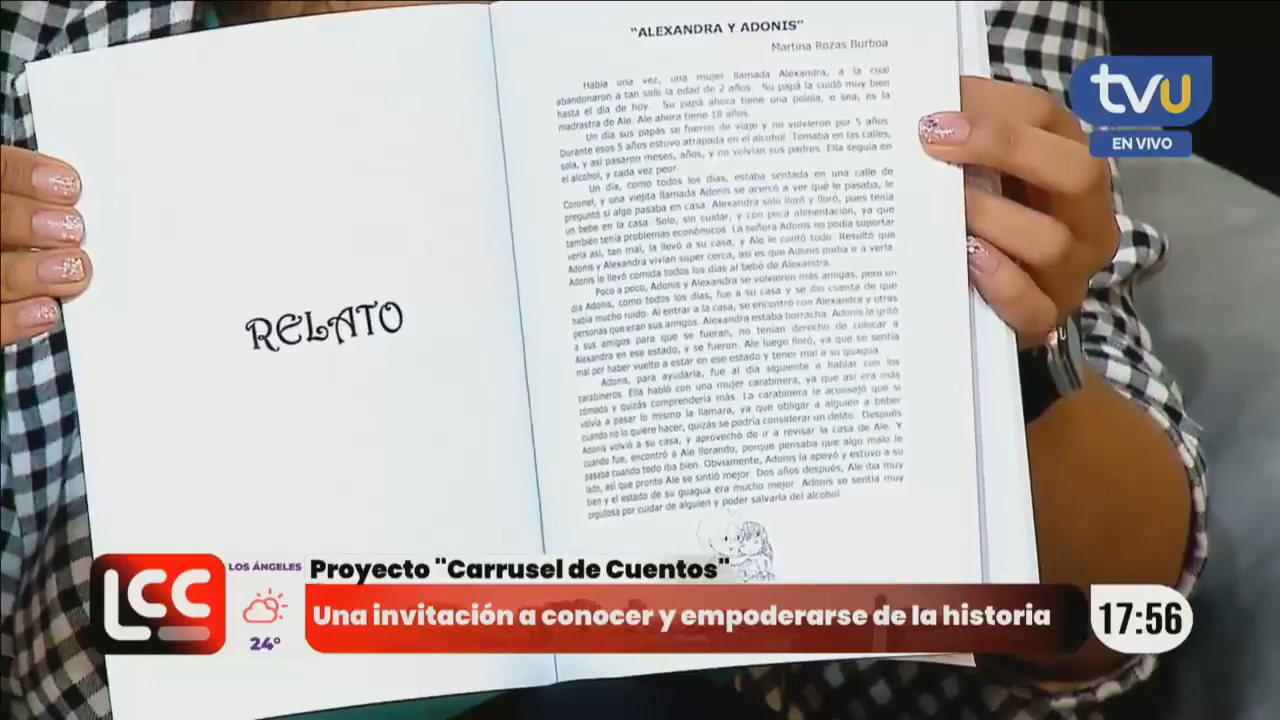 RELATO
"ALEXANDRA Y ADONIS"
Martina Rozas Burboa
Había una vez, una mujer llamada Alexandra, a la cual
abandonaron a tan solo la edad de 2 años. Su papá la cuidó muy bien
hasta el día de hoy. Su papá ahora tiene una polola, o sea, es la
madrastra de Ale. Ale ahora tiene 18 años.
Un día sus papás se fueron de viaje y no volvieron por 5 años.
Durante esos 5 años estuvo atrapada en el alcohol. Tomaba en las calles,
sola, y así pasaron meses, años, y no volvían sus padres. Ella seguía en
el alcohol, y cada vez peor.
Un día, como todos los días, estaba sentada en una calle de
Coronel, y una viejita llamada Adonis se acercó a ver qué le pasaba, le
preguntó si algo pasaba en casa. Alexandra solo lloró y lloró, pues tenía
un bebe en la casa. Solo, sin cuidar, y con poca alimentación, ya que
también tenía problemas económicos. La señora Adonis no podía soportar
verla así, tan mal, la llevó a su casa, y Ale le contó todo. Resultó que
Adonis y Alexandra vivían súper cerca, así es que Adonis podía ir a verla.
Adonis le llevó comida todos los días al bebé de Alexandra.
Poco a poco, Adonis y Alexandra se volvieron más amigas, pero un
día Adonis, como todos los días, fue a su casa y se dio cuenta de que
había mucho ruido. Al entrar a la casa, se encontró con Alexandra y otras
personas que eran sus amigos. Alexandra estaba borracha. Adonis le gritó
a sus amigos para que se fueran, no tenían derecho de colocar a
Alexandra en ese estado, y se fueron. Ale luego lloró, ya que se sentía
mal por haber vuelto a estar en ese estado y tener mal a su guagua.
Adonis, para ayudarla, fue al día siguiente a hablar con los
carabineros. Ella habló con una mujer carabinera, ya que así era más
cómodo y quizás comprendería más. La carabinera le aconsejó que si
volvía a pasar lo mismo la llamara, ya que obligar a alguien a beber
cuando no lo quiere hacer, quizás se podría considerar un delito. Después
Adonis volvió a su casa, y aprovechó de ir a revisar la casa de Ale. Y
cuando fue, encontró a Ale llorando, porque pensaba que algo malo le
pasaba cuando todo iba bien. Obviamente, Adonis la apoyó y estuvo a su
lado, así que pronto Ale se sintió mejor. Dos años después, Ale iba muy
bien y el estado de su guagua era mucho mejor. Adonis se sentía muy
orgullosa por cuidar de alguien y poder salvarla del alcohol.
tvu
EN VIVO
LCC
LOS ÁNGELES
24°
Proyecto "Carrusel de Cuentos"
Una invitación a conocer y empoderarse de la historia
17:56